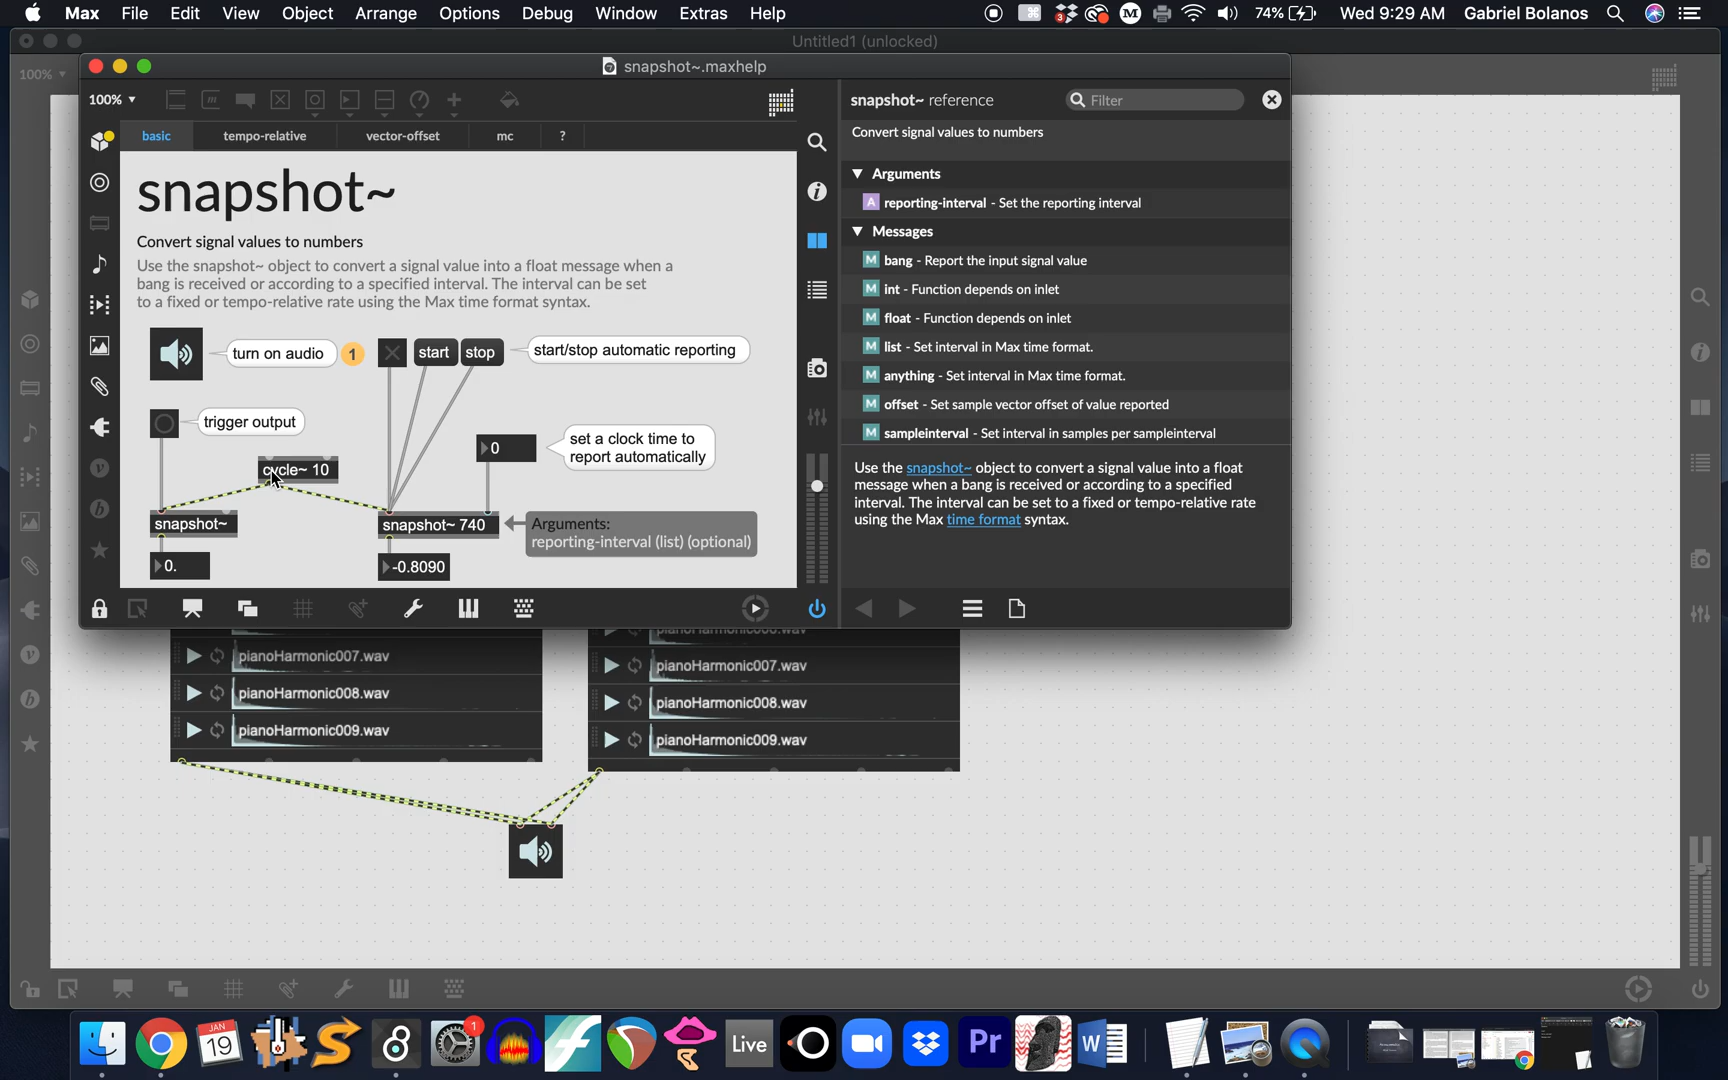 Max File Edit View Object Arrange Options Debug Window Extras Help 3 M 74% Wed 9:29 AM Gabriel Bolanos
Untitled1 (unlocked)
100%
snapshot~.maxhelp
100%
m
basic tempo-relative vector-offset mc ?
snapshot~
Convert signal values to numbers
Use the snapshot~ object to convert a signal value into a float message when a
bang is received or according to a specified interval. The interval can be set
to a fixed or tempo-relative rate using the Max time format syntax.
turn on audio 1
start stop
start/stop automatic reporting
trigger output
0
set a clock time to
report automatically
cycle~ 10
snapshot~
snapshot~ 740
Arguments:
reporting-interval (list) (optional)
0.
-0.8090
snapshot~ reference
Filter
Convert signal values to numbers
Arguments
A reporting-interval - Set the reporting interval
Messages
M bang - Report the input signal value
M int - Function depends on inlet
M float - Function depends on inlet
M list - Set interval in Max time format.
M anything - Set interval in Max time format.
M offset - Set sample vector offset of value reported
M sampleinterval - Set interval in samples per sampleinterval
Use the snapshot~ object to convert a signal value into a float
message when a bang is received or according to a specified
interval. The interval can be set to a fixed or tempo-relative rate
using the Max time format syntax.
pianoHarmonic007.wav
pianoHarmonic008.wav
pianoHarmonic009.wav
pianoHarmonic006.wav
pianoHarmonic007.wav
pianoHarmonic008.wav
pianoHarmonic009.wav
JAN
19
8
1
Live
Pr
W